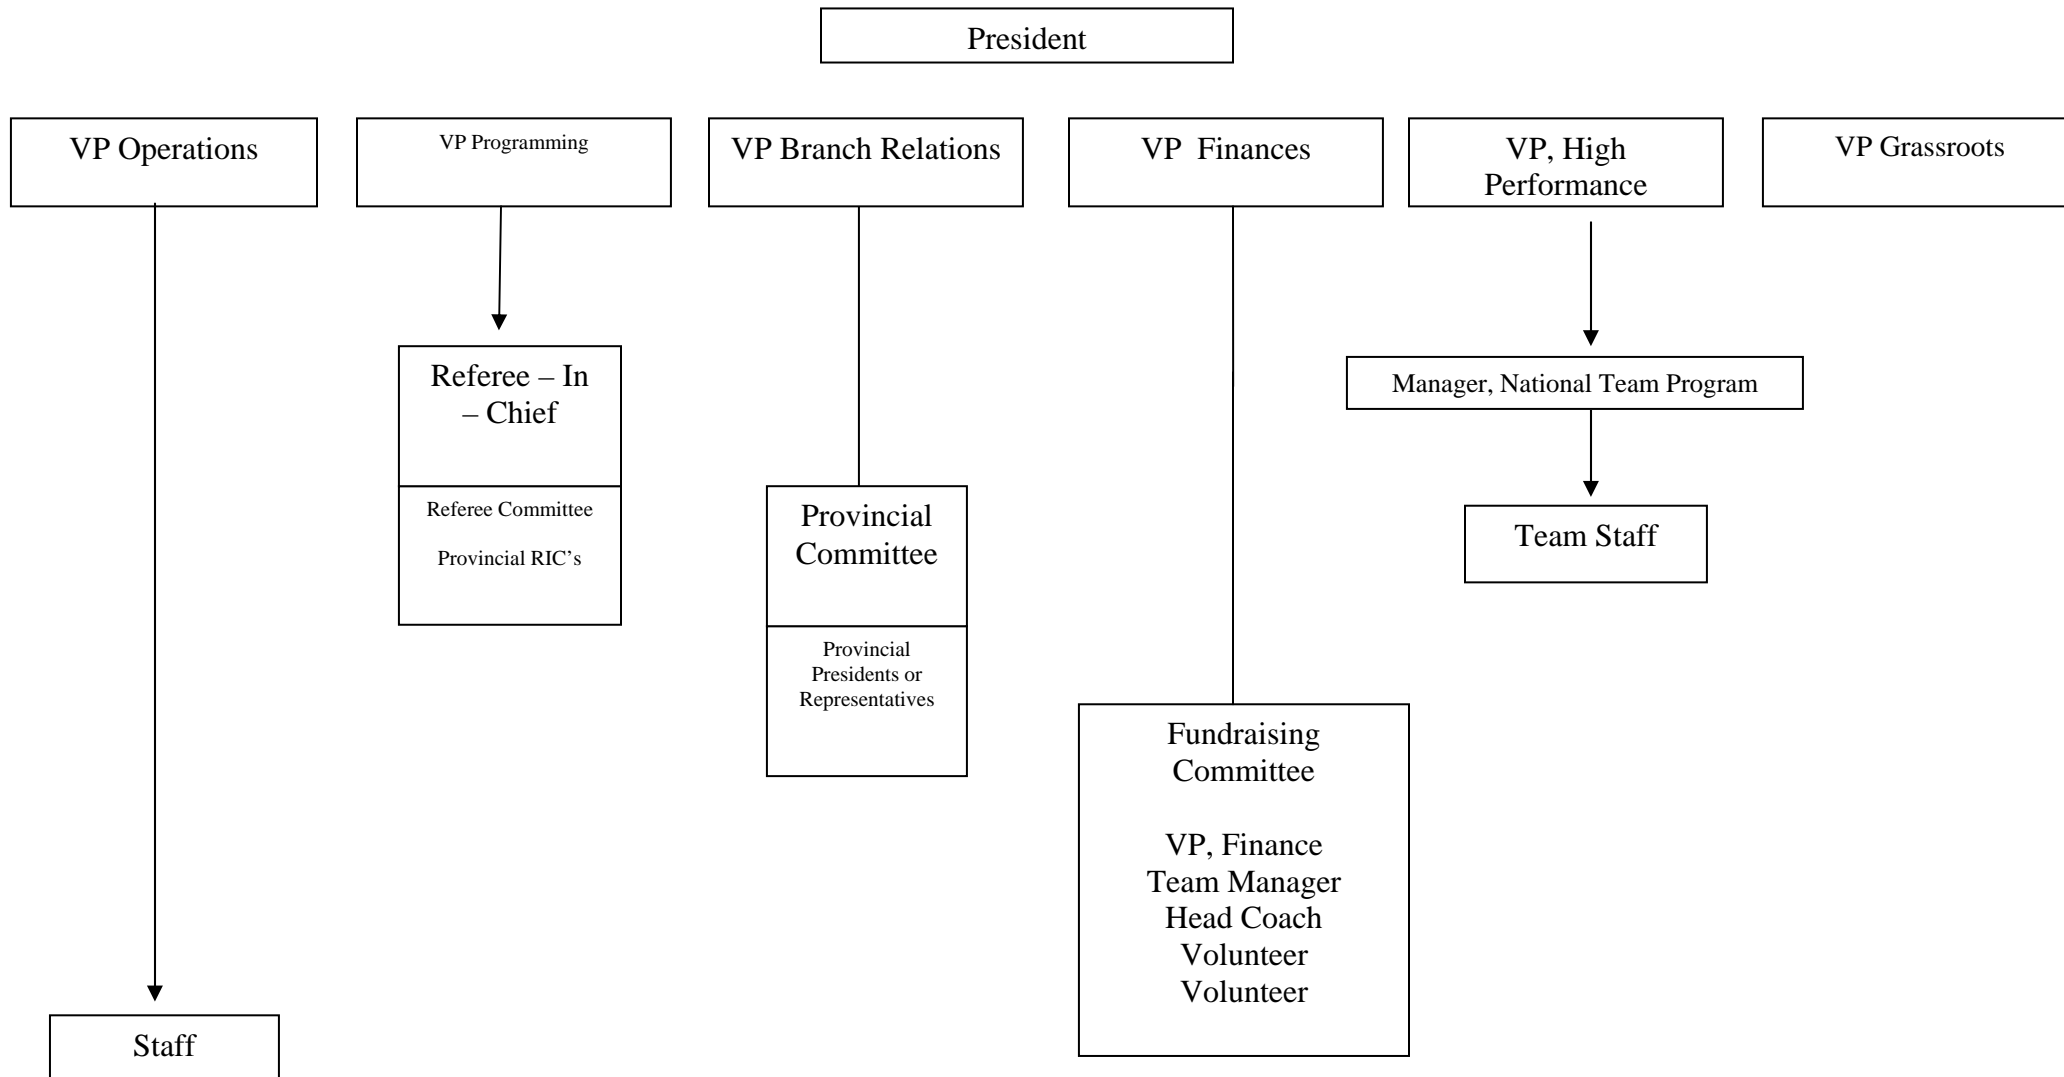 President
VP Operations
VP Programming
VP Branch Relations
VP  Finances
VP, High
Performance
VP Grassroots
Referee – In
– Chief
Referee Committee
Provincial RIC’s
Provincial
Committee
Provincial
Presidents or
Representatives
Manager, National Team Program
Team Staff
Fundraising
Committee
VP, Finance
Team Manager
Head Coach
Volunteer
Volunteer
Staff